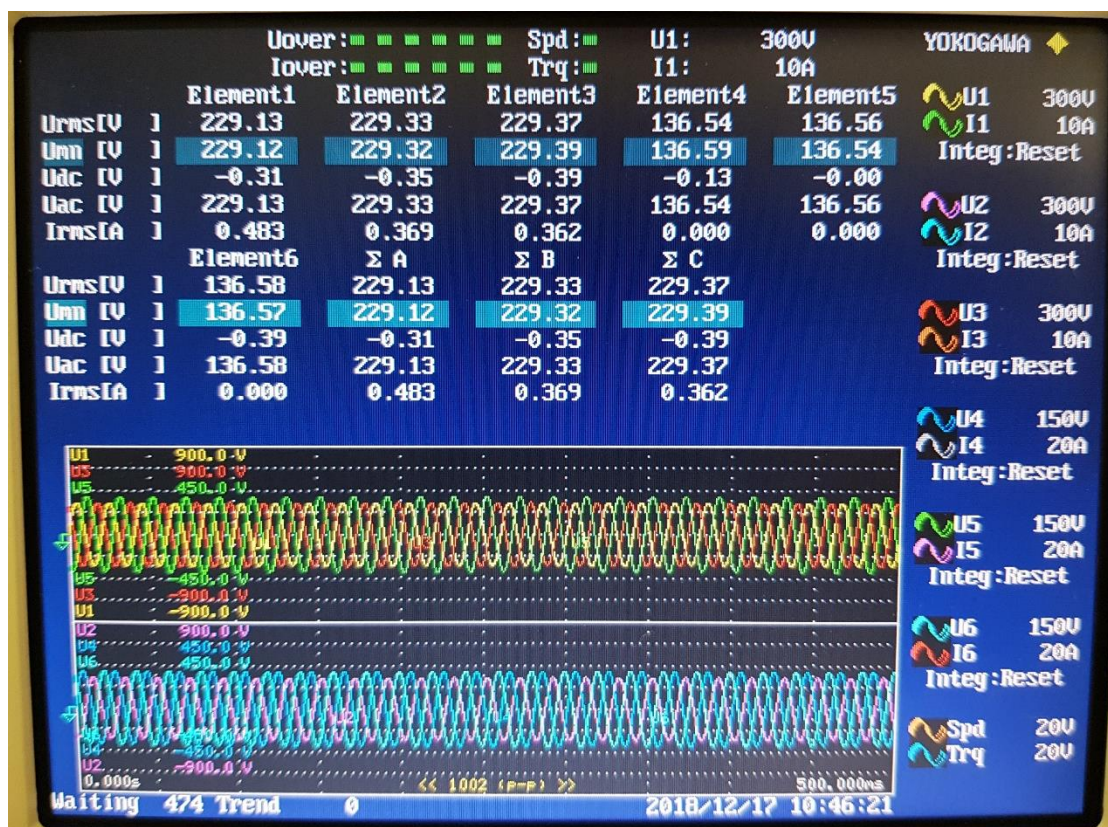 Uover: Spd: U1: 300V YOKOGAWA
Iover: Trq: I1: 10A
Element1 Element2 Element3 Element4 Element5
Urms[V ] 229.13 229.33 229.37 136.54 136.56
Umn [V ] 229.12 229.32 229.39 136.59 136.54
Udc [V ] -0.31 -0.35 -0.39 -0.13 -0.00
Uac [V ] 229.13 229.33 229.37 136.54 136.56
Irms[A ] 0.483 0.369 0.362 0.000 0.000
Element6 Σ A Σ B Σ C
Urms[V ] 136.58 229.13 229.33 229.37
Umn [V ] 136.57 229.12 229.32 229.39
Udc [V ] -0.39 -0.31 -0.35 -0.39
Uac [V ] 136.58 229.13 229.33 229.37
Irms[A ] 0.000 0.483 0.369 0.362
U1 300V
I1 10A
Integ:Reset
U2 300V
I2 10A
Integ:Reset
U3 300V
I3 10A
Integ:Reset
U4 150V
I4 20A
Integ:Reset
U5 150V
I5 20A
Integ:Reset
U6 150V
I6 20A
Integ:Reset
Spd 20V
Trq 20V
U1 900.0 V
U3 900.0 V
U5 450.0 V
U5 -450.0 V
U3 -900.0 V
U1 -900.0 V
U2 900.0 V
U4 450.0 V
U6 450.0 V
U4 -450.0 V
U2 -900.0 V
0.000s << 1002 (p-p) >> 500.000ms
Waiting 474 Trend 0 2018/12/17 10:46:21